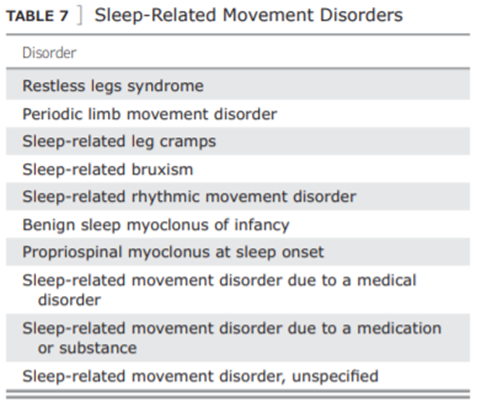 TABLE 7 ] Sleep-Related Movement Disorders
Disorder
Restless legs syndrome
Periodic limb movement disorder
Sleep-related leg cramps
Sleep-related bruxism
Sleep-related rhythmic movement disorder
Benign sleep myoclonus of infancy
Propriospinal myoclonus at sleep onset
Sleep-related movement disorder due to a medical
disorder
Sleep-related movement disorder due to a medication
or substance
Sleep-related movement disorder, unspecified